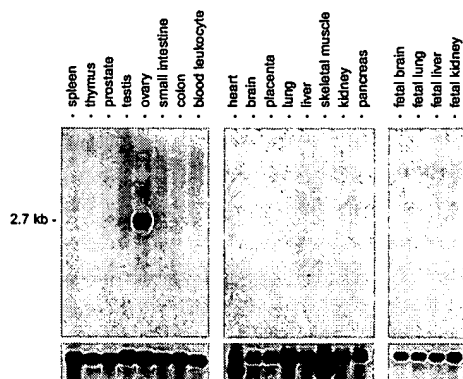 spleen
thymus
prostate
testis
ovary
small intestine
colon
blood leukocyte
heart
brain
placenta
lung
liver
skeletal muscle
kidney
pancreas
fetal brain
fetal lung
fetal liver
fetal kidney
2.7 kb -